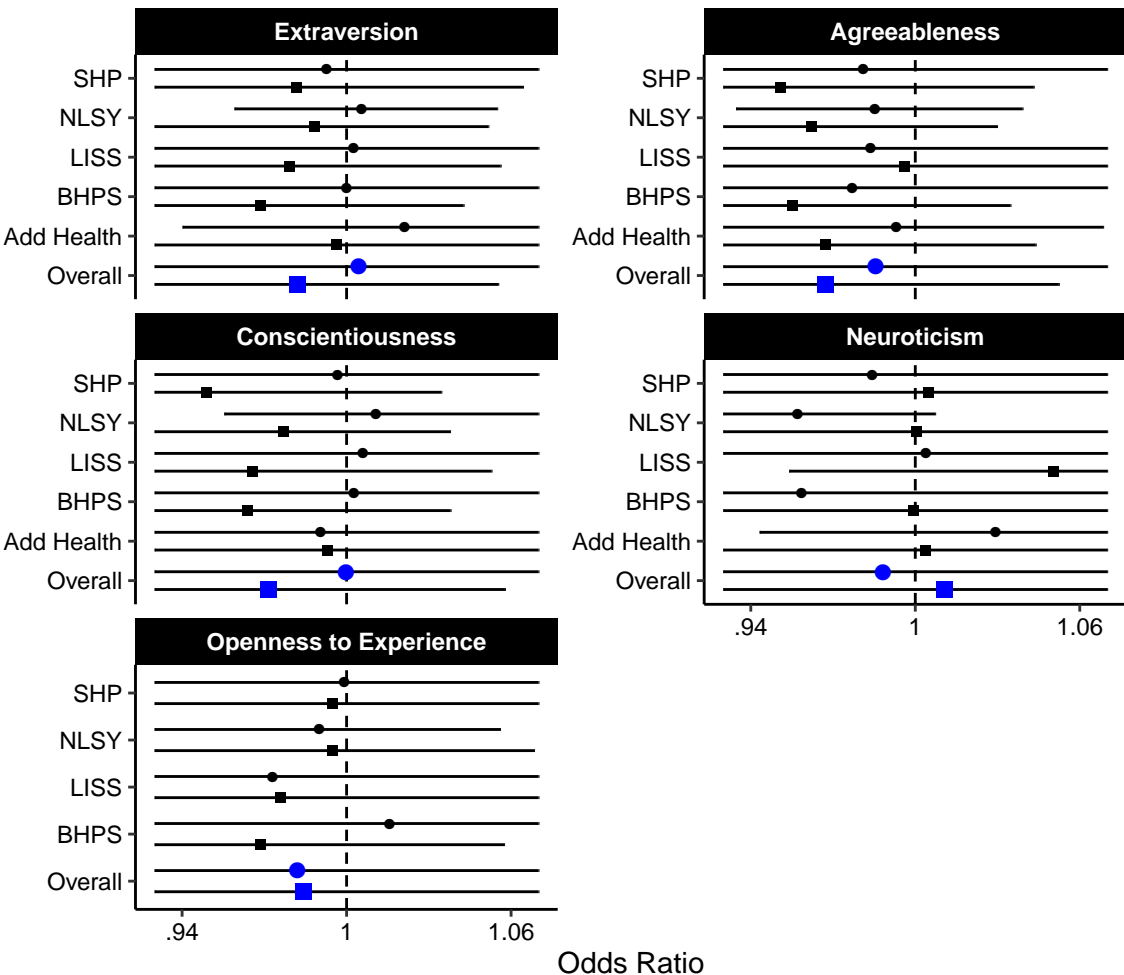 Extraversion
SHP
NLSY
LISS
BHPS
Add Health
Overall
Agreeableness
SHP
NLSY
LISS
BHPS
Add Health
Overall
Conscientiousness
SHP
NLSY
LISS
BHPS
Add Health
Overall
Neuroticism
SHP
NLSY
LISS
BHPS
Add Health
Overall
.94 1 1.06
Openness to Experience
SHP
NLSY
LISS
BHPS
Overall
.94 1 1.06
Odds Ratio